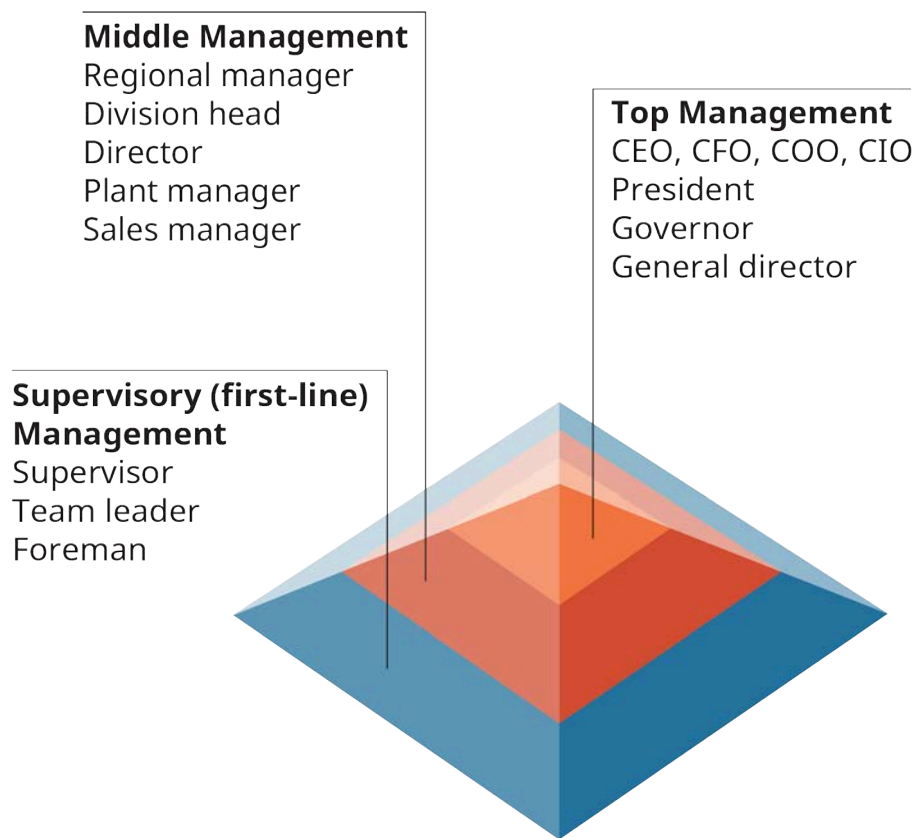 Middle Management
Regional manager
Division head
Director
Plant manager
Sales manager
Top Management
CEO, CFO, COO, CIO
President
Governor
General director
Supervisory (first-line)
Management
Supervisor
Team leader
Foreman